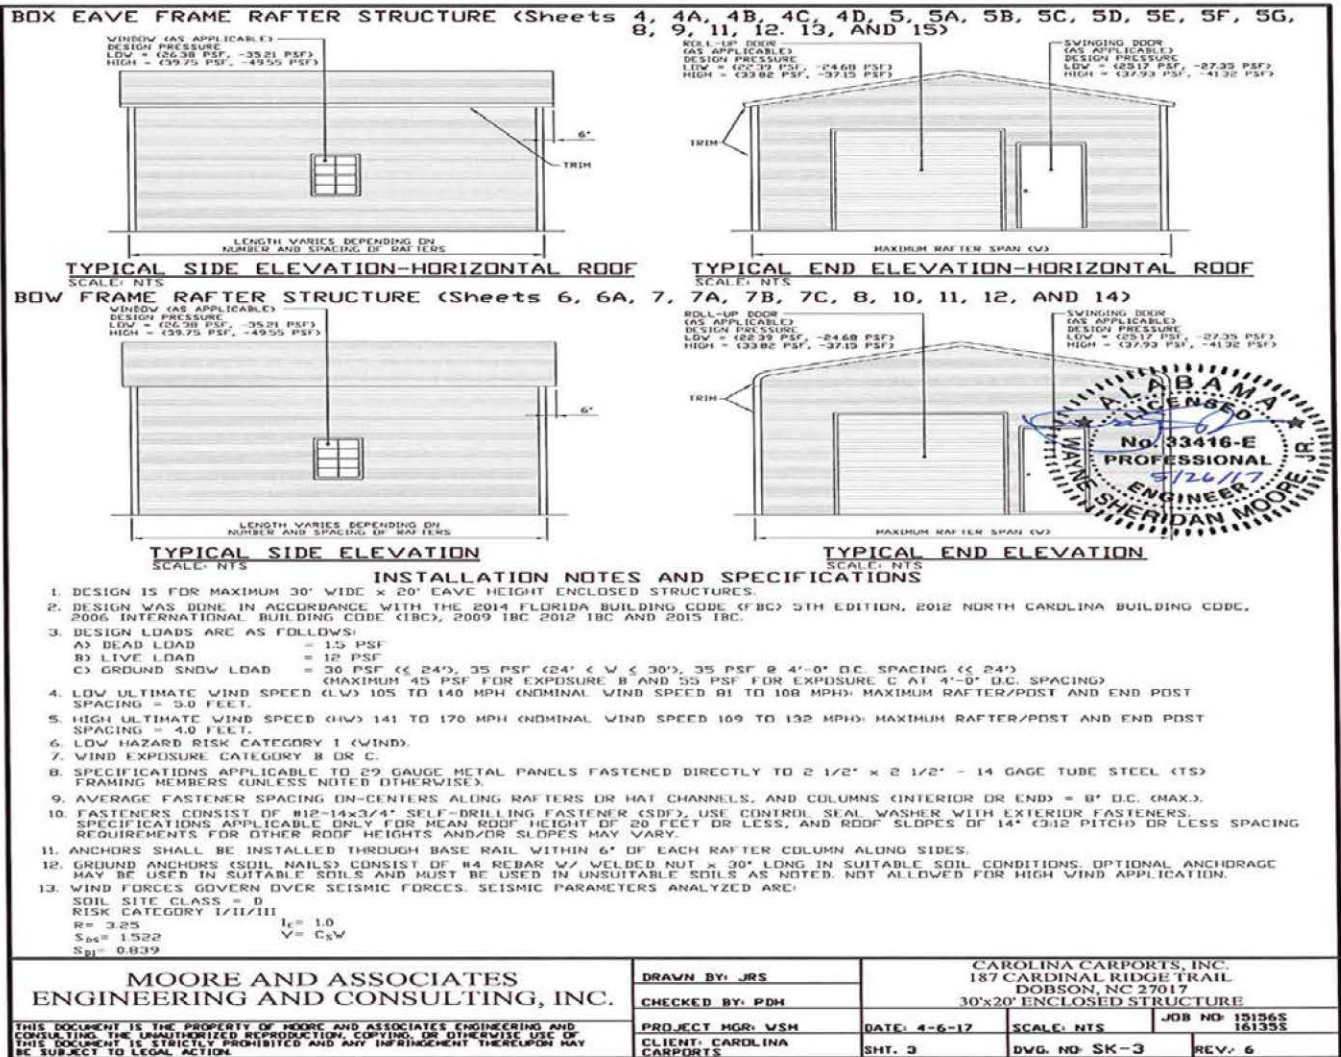 BOX EAVE FRAME RAFTER STRUCTURE (Sheets 4, 4A, 4B, 4C, 4D, 5, 5A, 5B, 5C, 5D, 5E, 5F, 5G,
8, 9, 11, 12. 13, AND 15)
WINDOW (AS APPLICABLE)
DESIGN PRESSURE
LOW = (26.38 PSF, -35.21 PSF)
HIGH = (39.75 PSF, -49.55 PSF)
ROLL-UP DOOR
(AS APPLICABLE)
DESIGN PRESSURE
LOW = (22.39 PSF, -24.68 PSF)
HIGH = (33.82 PSF, -37.15 PSF)
SWINGING DOOR
(AS APPLICABLE)
DESIGN PRESSURE
LOW = (25.17 PSF, -27.35 PSF)
HIGH = (37.93 PSF, -41.32 PSF)
6"
TRIM
TRIM
LENGTH VARIES DEPENDING ON
NUMBER AND SPACING OF RAFTERS
MAXIMUM RAFTER SPAN (W)
TYPICAL SIDE ELEVATION-HORIZONTAL ROOF
SCALE: NTS
TYPICAL END ELEVATION-HORIZONTAL ROOF
SCALE: NTS
BOW FRAME RAFTER STRUCTURE (Sheets 6, 6A, 7, 7A, 7B, 7C, 8, 10, 11, 12, AND 14)
WINDOW (AS APPLICABLE)
DESIGN PRESSURE
LOW = (26.38 PSF, -35.21 PSF)
HIGH = (39.75 PSF, -49.55 PSF)
ROLL-UP DOOR
(AS APPLICABLE)
DESIGN PRESSURE
LOW = (22.39 PSF, -24.68 PSF)
HIGH = (33.82 PSF, -37.15 PSF)
SWINGING DOOR
(AS APPLICABLE)
DESIGN PRESSURE
LOW = (25.17 PSF, -27.35 PSF)
HIGH = (37.93 PSF, -41.32 PSF)
6"
TRIM
ALABAMA
LICENSED
No. 33416-E
PROFESSIONAL
5/26/17
ENGINEER
WAYNE SHERIDAN MOORE, JR.
LENGTH VARIES DEPENDING ON
NUMBER AND SPACING OF RAFTERS
MAXIMUM RAFTER SPAN (W)
TYPICAL SIDE ELEVATION
SCALE: NTS
TYPICAL END ELEVATION
SCALE: NTS
INSTALLATION NOTES AND SPECIFICATIONS
1. DESIGN IS FOR MAXIMUM 30' WIDE x 20' EAVE HEIGHT ENCLOSED STRUCTURES.
2. DESIGN WAS DONE IN ACCORDANCE WITH THE 2014 FLORIDA BUILDING CODE (FBC) 5TH EDITION, 2012 NORTH CAROLINA BUILDING CODE,
2006 INTERNATIONAL BUILDING CODE (IBC), 2009 IBC 2012 IBC AND 2015 IBC.
3. DESIGN LOADS ARE AS FOLLOWS:
A) DEAD LOAD = 1.5 PSF
B) LIVE LOAD = 12 PSF
C) GROUND SNOW LOAD = 30 PSF (≤ 24'), 35 PSF (24' < W ≤ 30'), 35 PSF @ 4'-0" O.C. SPACING (≤ 24')
(MAXIMUM 45 PSF FOR EXPOSURE B AND 55 PSF FOR EXPOSURE C AT 4'-0" O.C. SPACING)
4. LOW ULTIMATE WIND SPEED (LW) 105 TO 140 MPH (NOMINAL WIND SPEED 81 TO 108 MPH): MAXIMUM RAFTER/POST AND END POST
SPACING = 5.0 FEET.
5. HIGH ULTIMATE WIND SPEED (HW) 141 TO 170 MPH (NOMINAL WIND SPEED 109 TO 132 MPH): MAXIMUM RAFTER/POST AND END POST
SPACING = 4.0 FEET.
6. LOW HAZARD RISK CATEGORY I (WIND).
7. WIND EXPOSURE CATEGORY B OR C.
8. SPECIFICATIONS APPLICABLE TO 29 GAUGE METAL PANELS FASTENED DIRECTLY TO 2 1/2" x 2 1/2" - 14 GAGE TUBE STEEL (TS)
FRAMING MEMBERS (UNLESS NOTED OTHERWISE).
9. AVERAGE FASTENER SPACING ON-CENTERS ALONG RAFTERS OR HAT CHANNELS, AND COLUMNS (INTERIOR OR END) = 8" O.C. (MAX.).
10. FASTENERS CONSIST OF #12-14x3/4" SELF-DRILLING FASTENER (SDF), USE CONTROL SEAL WASHER WITH EXTERIOR FASTENERS.
SPECIFICATIONS APPLICABLE ONLY FOR MEAN ROOF HEIGHT OF 20 FEET OR LESS, AND ROOF SLOPES OF 14° (3:12 PITCH) OR LESS SPACING
REQUIREMENTS FOR OTHER ROOF HEIGHTS AND/OR SLOPES MAY VARY.
11. ANCHORS SHALL BE INSTALLED THROUGH BASE RAIL WITHIN 6" OF EACH RAFTER COLUMN ALONG SIDES.
12. GROUND ANCHORS (SOIL NAILS) CONSIST OF #4 REBAR W/ WELDED NUT x 30" LONG IN SUITABLE SOIL CONDITIONS. OPTIONAL ANCHORAGE
MAY BE USED IN SUITABLE SOILS AND MUST BE USED IN UNSUITABLE SOILS AS NOTED. NOT ALLOWED FOR HIGH WIND APPLICATION.
13. WIND FORCES GOVERN OVER SEISMIC FORCES. SEISMIC PARAMETERS ANALYZED ARE:
SOIL SITE CLASS = D
RISK CATEGORY I/II/III
R= 3.25 IE= 1.0
SDS= 1.522 V= CSW
SD1= 0.839
MOORE AND ASSOCIATES
ENGINEERING AND CONSULTING, INC.
THIS DOCUMENT IS THE PROPERTY OF MOORE AND ASSOCIATES ENGINEERING AND
CONSULTING. THE UNAUTHORIZED REPRODUCTION, COPYING, OR OTHERWISE USE OF
THIS DOCUMENT IS STRICTLY PROHIBITED AND ANY INFRINGEMENT THEREUPON MAY
BE SUBJECT TO LEGAL ACTION.
DRAWN BY: JRS
CHECKED BY: PDH
PROJECT MGR: WSM
CLIENT: CAROLINA
CARPORTS
CAROLINA CARPORTS, INC.
187 CARDINAL RIDGE TRAIL
DOBSON, NC 27017
30'x20' ENCLOSED STRUCTURE
DATE: 4-6-17
SCALE: NTS
JOB NO: 15156S
16135S
SHT. 3
DWG. NO: SK-3
REV.: 6